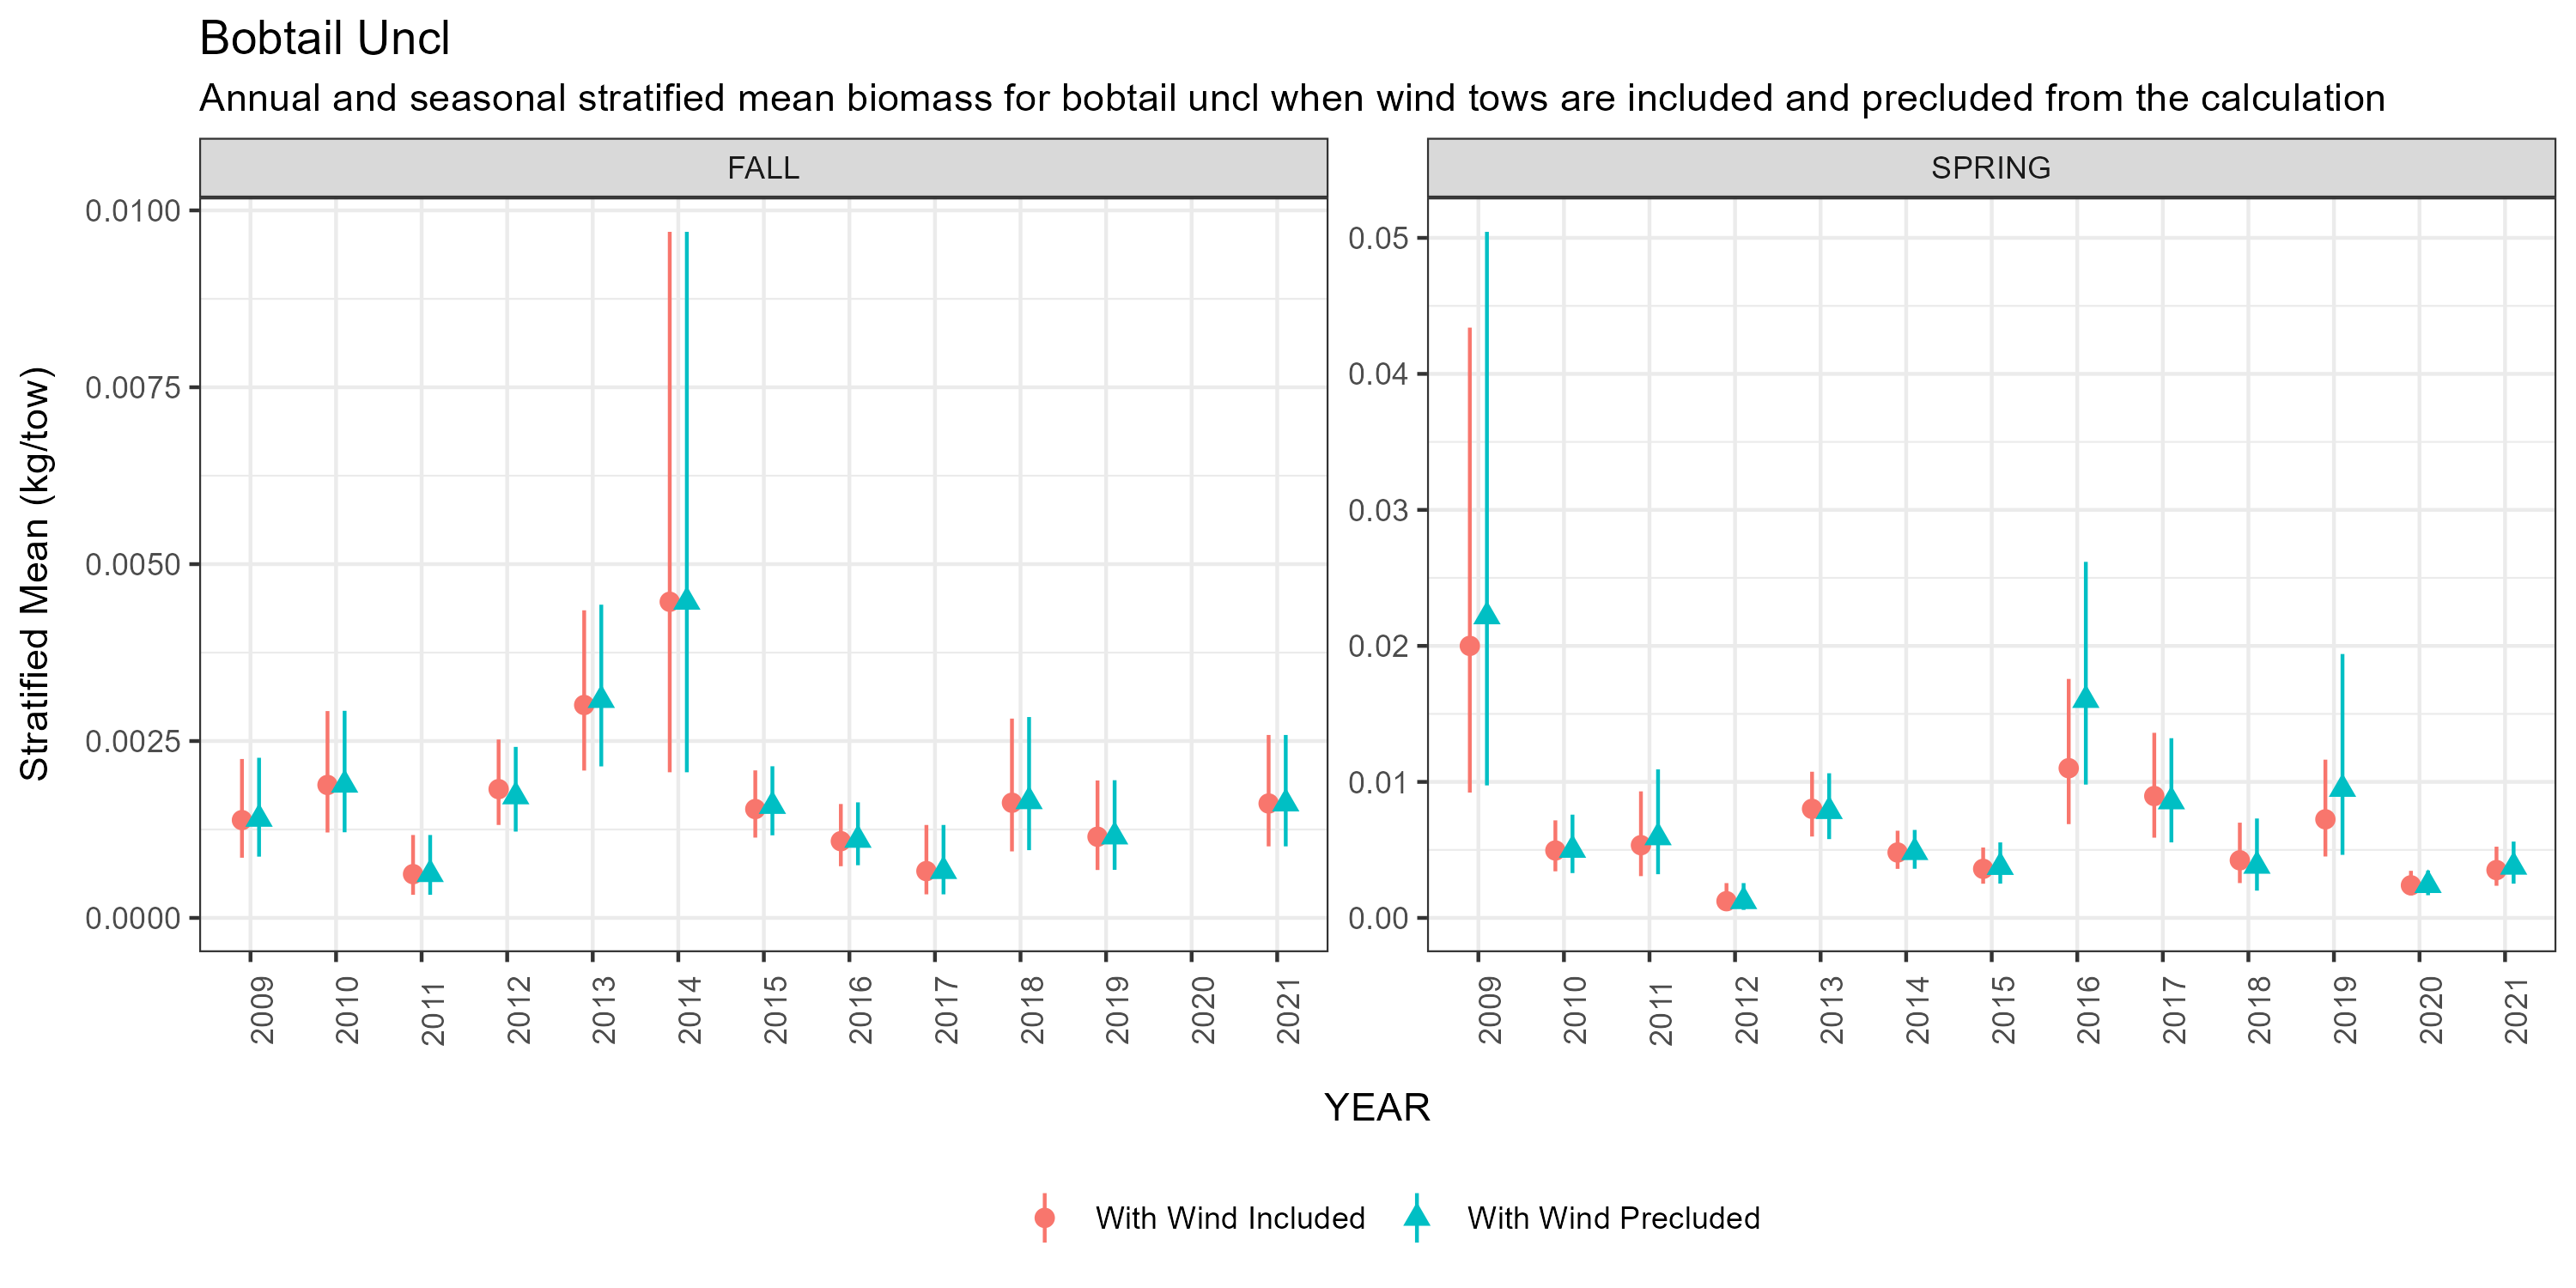 Bobtail Uncl
Annual and seasonal stratified mean biomass for bobtail uncl when wind tows are included and precluded from the calculation
FALL
SPRING
Stratified Mean (kg/tow)
0.0100
0.0075
0.0050
0.0025
0.0000
0.05
0.04
0.03
0.02
0.01
0.00
2009 2010 2011 2012 2013 2014 2015 2016 2017 2018 2019 2020 2021
2009 2010 2011 2012 2013 2014 2015 2016 2017 2018 2019 2020 2021
YEAR
With Wind Included
With Wind Precluded